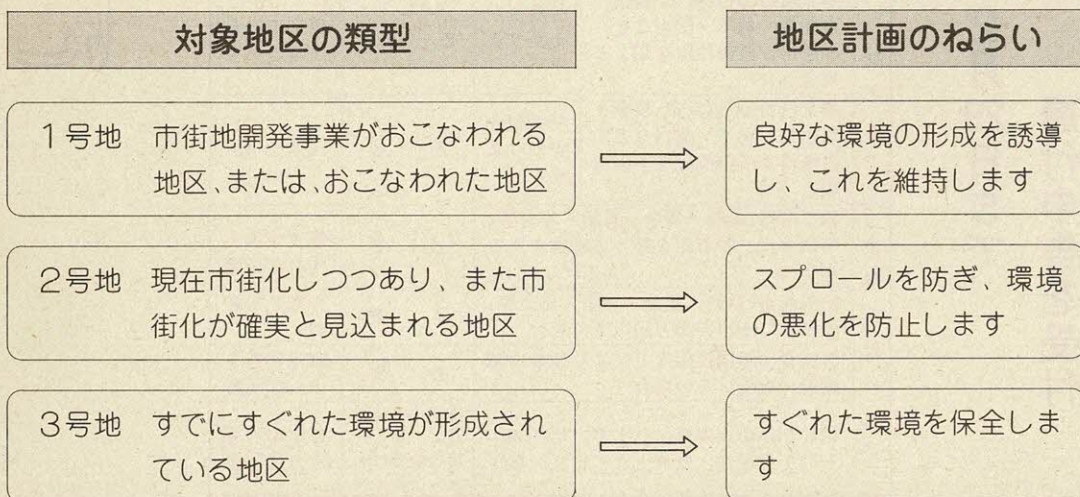 対象地区の類型
地区計画のねらい
1号地 市街地開発事業がおこなわれる
地区、または、おこなわれた地区
良好な環境の形成を誘導
し、これを維持します
2号地 現在市街化しつつあり、また市
街化が確実と見込まれる地区
スプロールを防ぎ、環境
の悪化を防止します
3号地 すでにすぐれた環境が形成され
ている地区
すぐれた環境を保全しま
す